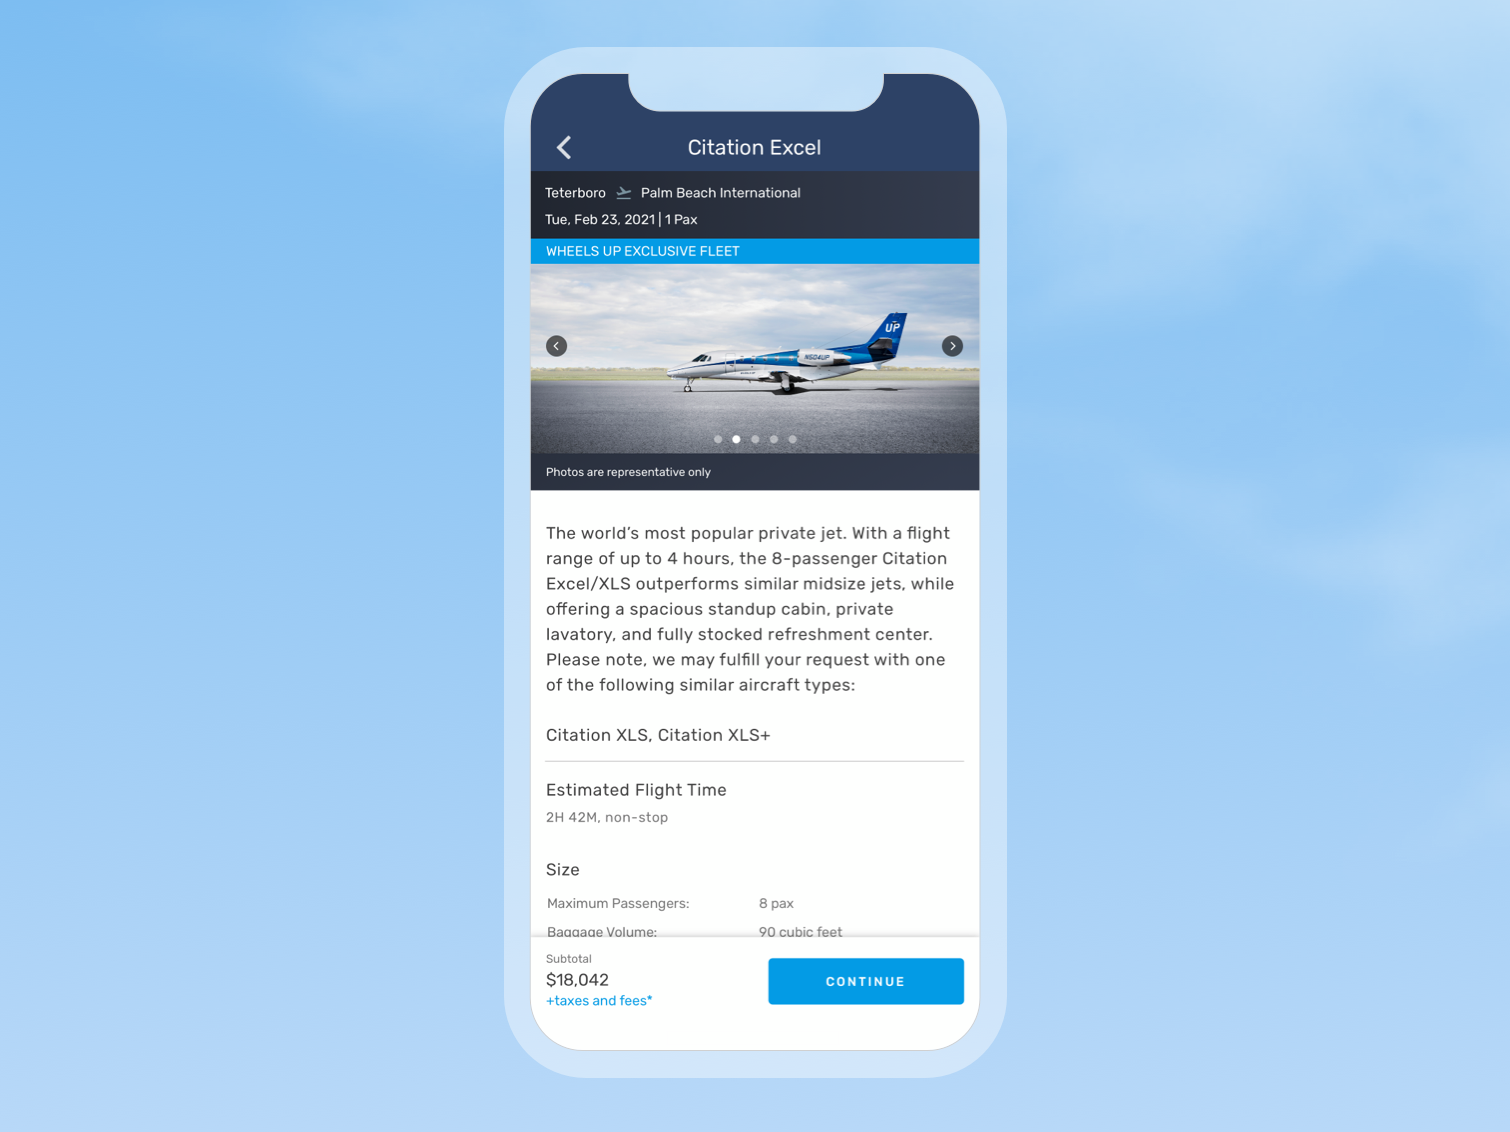 Citation Excel
Teterboro Palm Beach International
Tue, Feb 23, 2021 | 1 Pax
WHEELS UP EXCLUSIVE FLEET
UP
N604UP
Photos are representative only
The world's most popular private jet. With a flight
range of up to 4 hours, the 8-passenger Citation
Excel/XLS outperforms similar midsize jets, while
offering a spacious standup cabin, private
lavatory, and fully stocked refreshment center.
Please note, we may fulfill your request with one
of the following similar aircraft types:
Citation XLS, Citation XLS+
Estimated Flight Time
2H 42M, non-stop
Size
Maximum Passengers: 8 pax
Baggage Volume: 90 cubic feet
Subtotal
$18,042
+taxes and fees*
CONTINUE